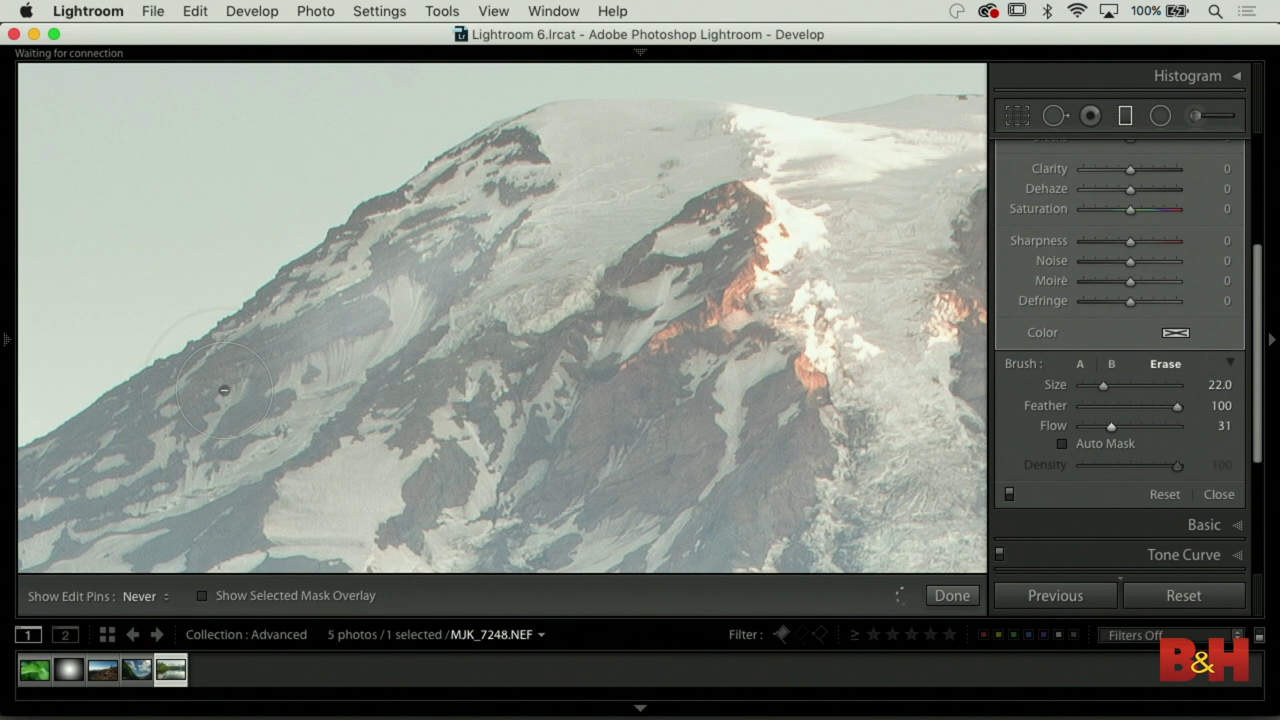 Lightroom File Edit Develop Photo Settings Tools View Window Help 100%
Lr Lightroom 6.lrcat - Adobe Photoshop Lightroom - Develop
Waiting for connection
Histogram
Clarity 0
Dehaze 0
Saturation 0
Sharpness 0
Noise 0
Moiré 0
Defringe 0
Color
Brush : A B Erase
Size 22.0
Feather 100
Flow 31
Auto Mask
Density 100
Reset Close
Basic
Tone Curve
Show Edit Pins : Never Show Selected Mask Overlay Done Previous Reset
1 2 Collection : Advanced 5 photos / 1 selected / MJK_7248.NEF Filter : ≥ Filters Off
B&H